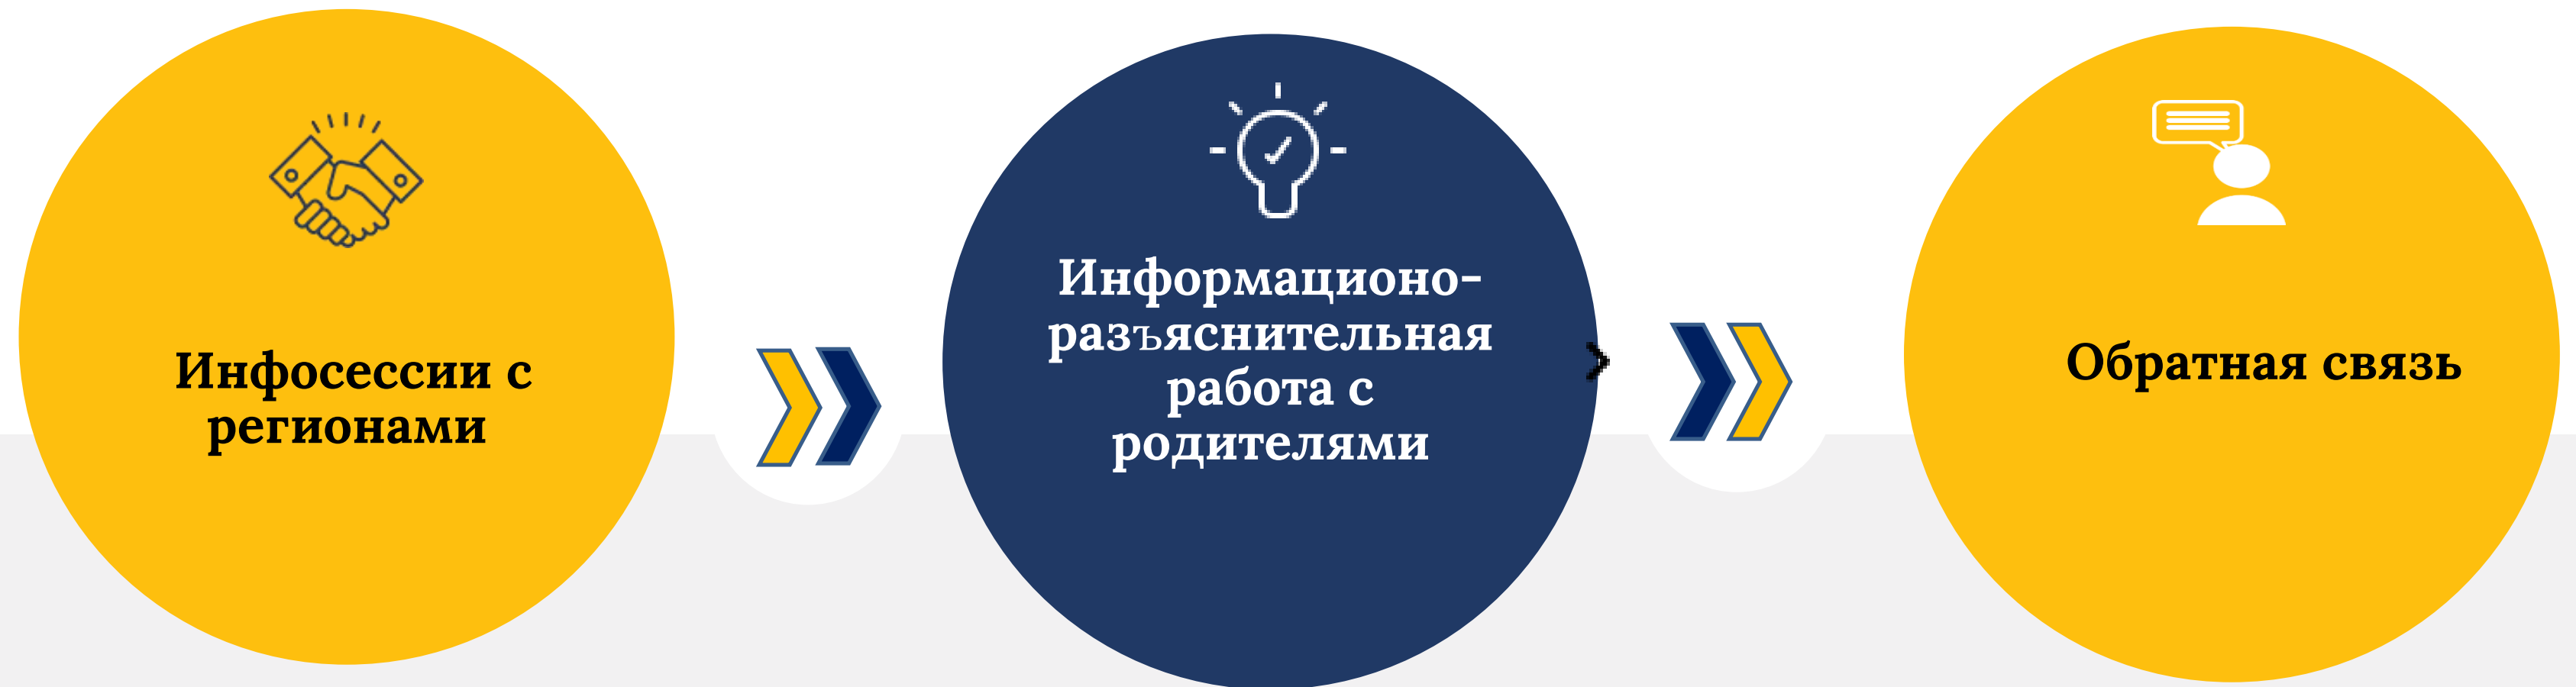 Инфосессии с
регионами
Информационо-
разъяснительная
работа с
родителями
Обратная связь